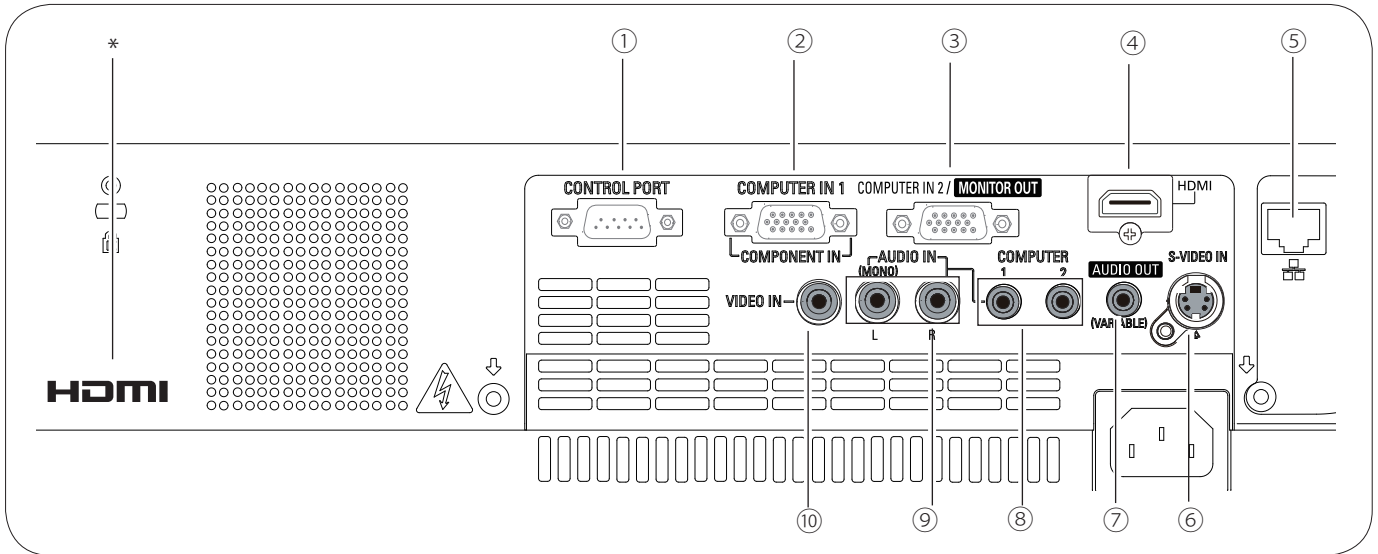 * ① ② ③ ④ ⑤
CONTROL PORT COMPUTER IN 1 COMPUTER IN 2 / MONITOR OUT HDMI
COMPONENT IN AUDIO IN COMPUTER S-VIDEO IN
(MONO) 1 2 AUDIO OUT
VIDEO IN
(VARIABLE)
L R
HDMI
⑩ ⑨ ⑧ ⑦ ⑥